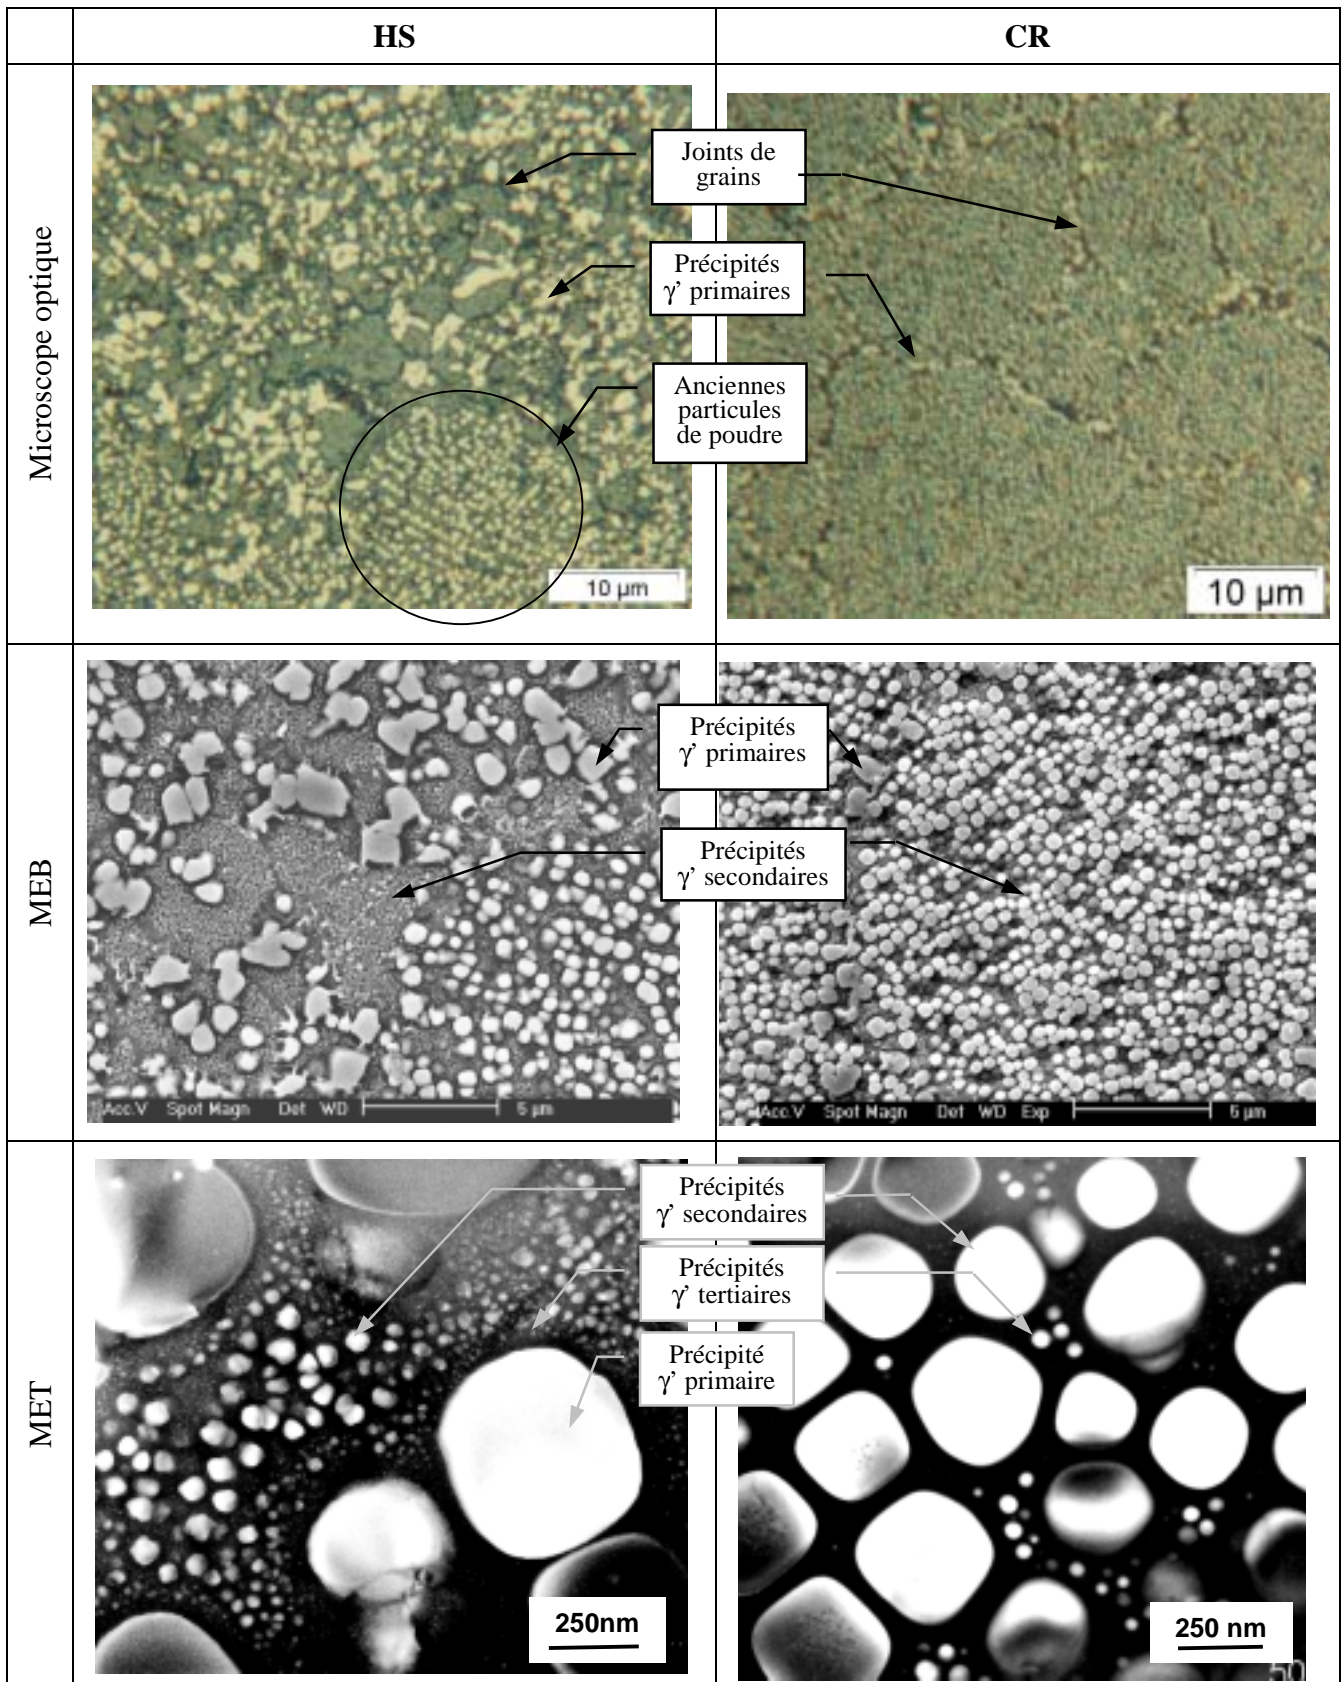 HS
CR
Microscope optique
Joints de
grains
Précipités
γ' primaires
Anciennes
particules
de poudre
10 µm
10 µm
MEB
Précipités
γ' primaires
Précipités
γ' secondaires
Acc.V Spot Magn Det WD 5 µm
Acc.V Spot Magn Det WD Exp 5 µm
MET
Précipités
γ' secondaires
Précipités
γ' tertiaires
Précipité
γ' primaire
250nm
250 nm
50